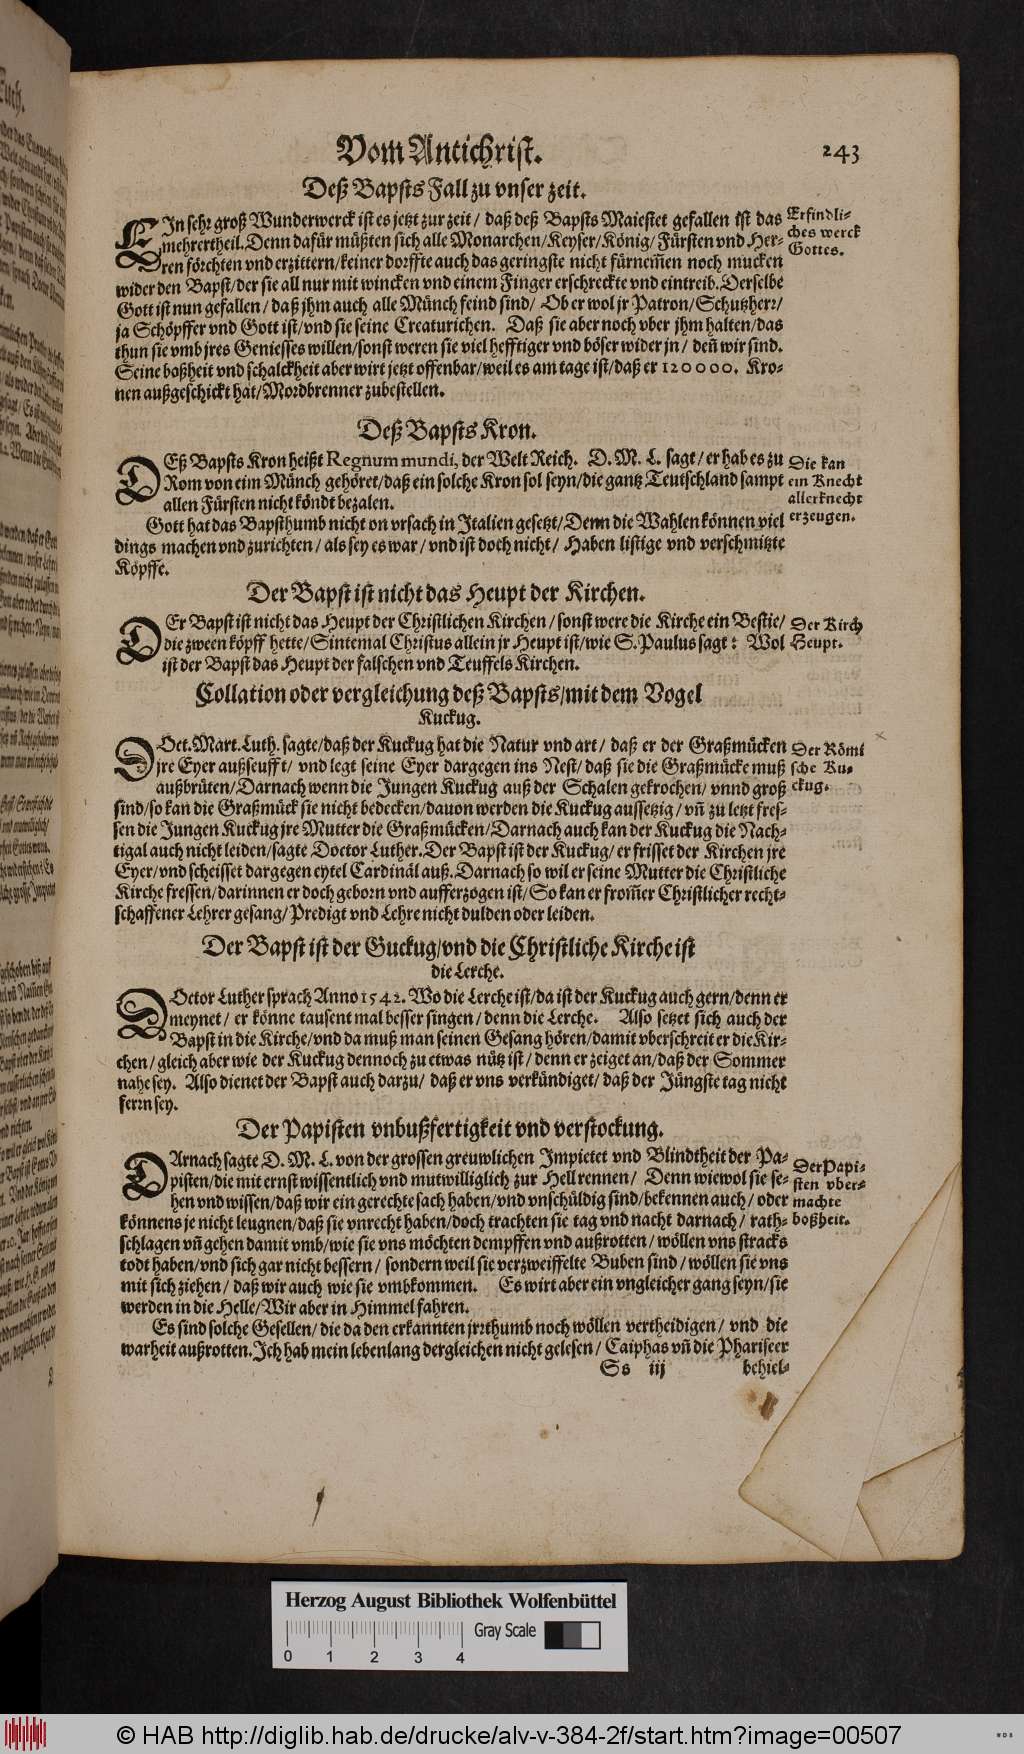 Vom Antichrist. 243
Deß Bapsts Fall zu vnser zeit.
EIn sehr groß Wunderwerck ist es jetzt zur zeit / daß deß Bapsts Maiestet gefallen ist das
mehrertheil. Denn dafür müßten sich alle Monarchen/Keyser/König/ Fürsten vnd Her-
ren förchten vnd erzittern/keiner dorffte auch das geringste nicht fürnem̃en noch mucken
wider den Bapst/der sie all nur mit wincken vnd einem Finger erschreckte vnd eintreib. Derselbe
Gott ist nun gefallen / daß jhm auch alle Münch feind sind / Ob er wol jr Patron/Schutzherr/
ja Schöpffer vnd Gott ist/vnd sie seine Creaturichen. Daß sie aber noch vber jhm halten/das
thun sie vmb jres Geniesses willen/sonst weren sie viel hefftiger vnd böser wider jn / deñ wir sind.
Seine boßheit vnd schalckheit aber wirt jetzt offenbar/weil es am tage ist/daß er 120000. Kro-
nen außgeschickt hat/Mordbrenner zubestellen.
Erfindli-
ches werck
Gottes.
Deß Bapsts Kron.
DEß Bapsts Kron heißt Regnum mundi, der Welt Reich. D. M. L. sagt/er hab es zu
Rom von eim Münch gehöret/daß ein solche Kron sol seyn/die gantz Teutschland sampt
allen Fürsten nicht köndt bezalen.
Gott hat das Bapsthumb nicht on vrsach in Italien gesetzt/Denn die Wahlen können viel
dings machen vnd zurichten / als sey es war / vnd ist doch nicht / Haben listige vnd verschmitzte
Köpffe.
Die kan
ein Knecht
allerknecht
erzeugen.
Der Bapst ist nicht das Heupt der Kirchen.
DEr Bapst ist nicht das Heupt der Christlichen Kirchen / sonst were die Kirche ein Bestie/
die zween köpff hette/Sintemal Christus allein jr Heupt ist/wie S. Paulus sagt: Wol
ist der Bapst das Heupt der falschen vnd Teuffels Kirchen.
Der Kirch
Heupt.
Collation oder vergleichung deß Bapsts/mit dem Vogel
Kuckug.
DOct. Mart. Luth. sagte/daß der Kuckug hat die Natur vnd art / daß er der Graßmücken
jre Eyer außseufft / vnd legt seine Eyer dargegen ins Nest/daß sie die Graßmücke muß
außbrüten/Darnach wenn die Jungen Kuckug auß der Schalen gekrochen/ vnnd groß
sind/so kan die Graßmück sie nicht bedecken/dauon werden die Kuckug aussetzig/ vñ zu letzt fres-
sen die Jungen Kuckug jre Mutter die Graßmücken/Darnach auch kan der Kuckug die Nach-
tigal auch nicht leiden/sagte Doctor Luther. Der Bapst ist der Kuckug/ er frisset der Kirchen jre
Eyer/vnd scheisset dargegen eytel Cardinäl auß. Darnach so wil er seine Mutter die Christliche
Kirche fressen/darinnen er doch geborn vnd aufferzogen ist/So kan er from̃er Christlicher recht-
schaffener Lehrer gesang/Predigt vnd Lehre nicht dulden oder leiden.
Der Römi
sche Ku-
ckug.
Der Bapst ist der Guckug/vnd die Christliche Kirche ist
die Lerche.
DOctor Luther sprach Anno 1542. Wo die Lerche ist/da ist der Kuckug auch gern/denn er
meynet / er könne tausent mal besser singen / denn die Lerche. Also setzet sich auch der
Bapst in die Kirche/vnd da muß man seinen Gesang hören/damit vberschreit er die Kir-
chen / gleich aber wie der Kuckug dennoch zu etwas nütz ist / denn er zeiget an/daß der Sommer
nahe sey. Also dienet der Bapst auch darzu / daß er vns verkündiget/ daß der Jüngste tag nicht
ferrn sey.
Der Papisten vnbußfertigkeit vnd verstockung.
DArnach sagte D. M. L. von der grossen greuwlichen Impietet vnd Blindtheit der Pa-
pisten/die mit ernst wissentlich vnd mutwilliglich zur Hell rennen / Denn wiewol sie se-
hen vnd wissen/daß wir ein gerechte sach haben/vnd vnschüldig sind/bekennen auch / oder
könnens je nicht leugnen/daß sie vnrecht haben/doch trachten sie tag vnd nacht darnach / rath-
schlagen vñ gehen damit vmb/wie sie vns möchten dempffen vnd außrotten/ wöllen vns stracks
todt haben/vnd sich gar nicht bessern / sondern weil sie verzweiffelte Buben sind / wöllen sie vns
mit sich ziehen / daß wir auch wie sie vmbkommen. Es wirt aber ein vngleicher gang seyn/sie
werden in die Helle/Wir aber in Himmel fahren.
Es sind solche Gesellen/die da den erkannten jrrthumb noch wöllen vertheidigen / vnd die
warheit außrotten. Ich hab mein lebenlang dergleichen nicht gelesen / Caiphas vñ die Phariseer
Der Papi-
sten vber-
machte
boßheit.
Ss iij behiel-
Herzog August Bibliothek Wolfenbüttel
Gray Scale
0 1 2 3 4
© HAB http://diglib.hab.de/drucke/alv-v-384-2f/start.htm?image=00507